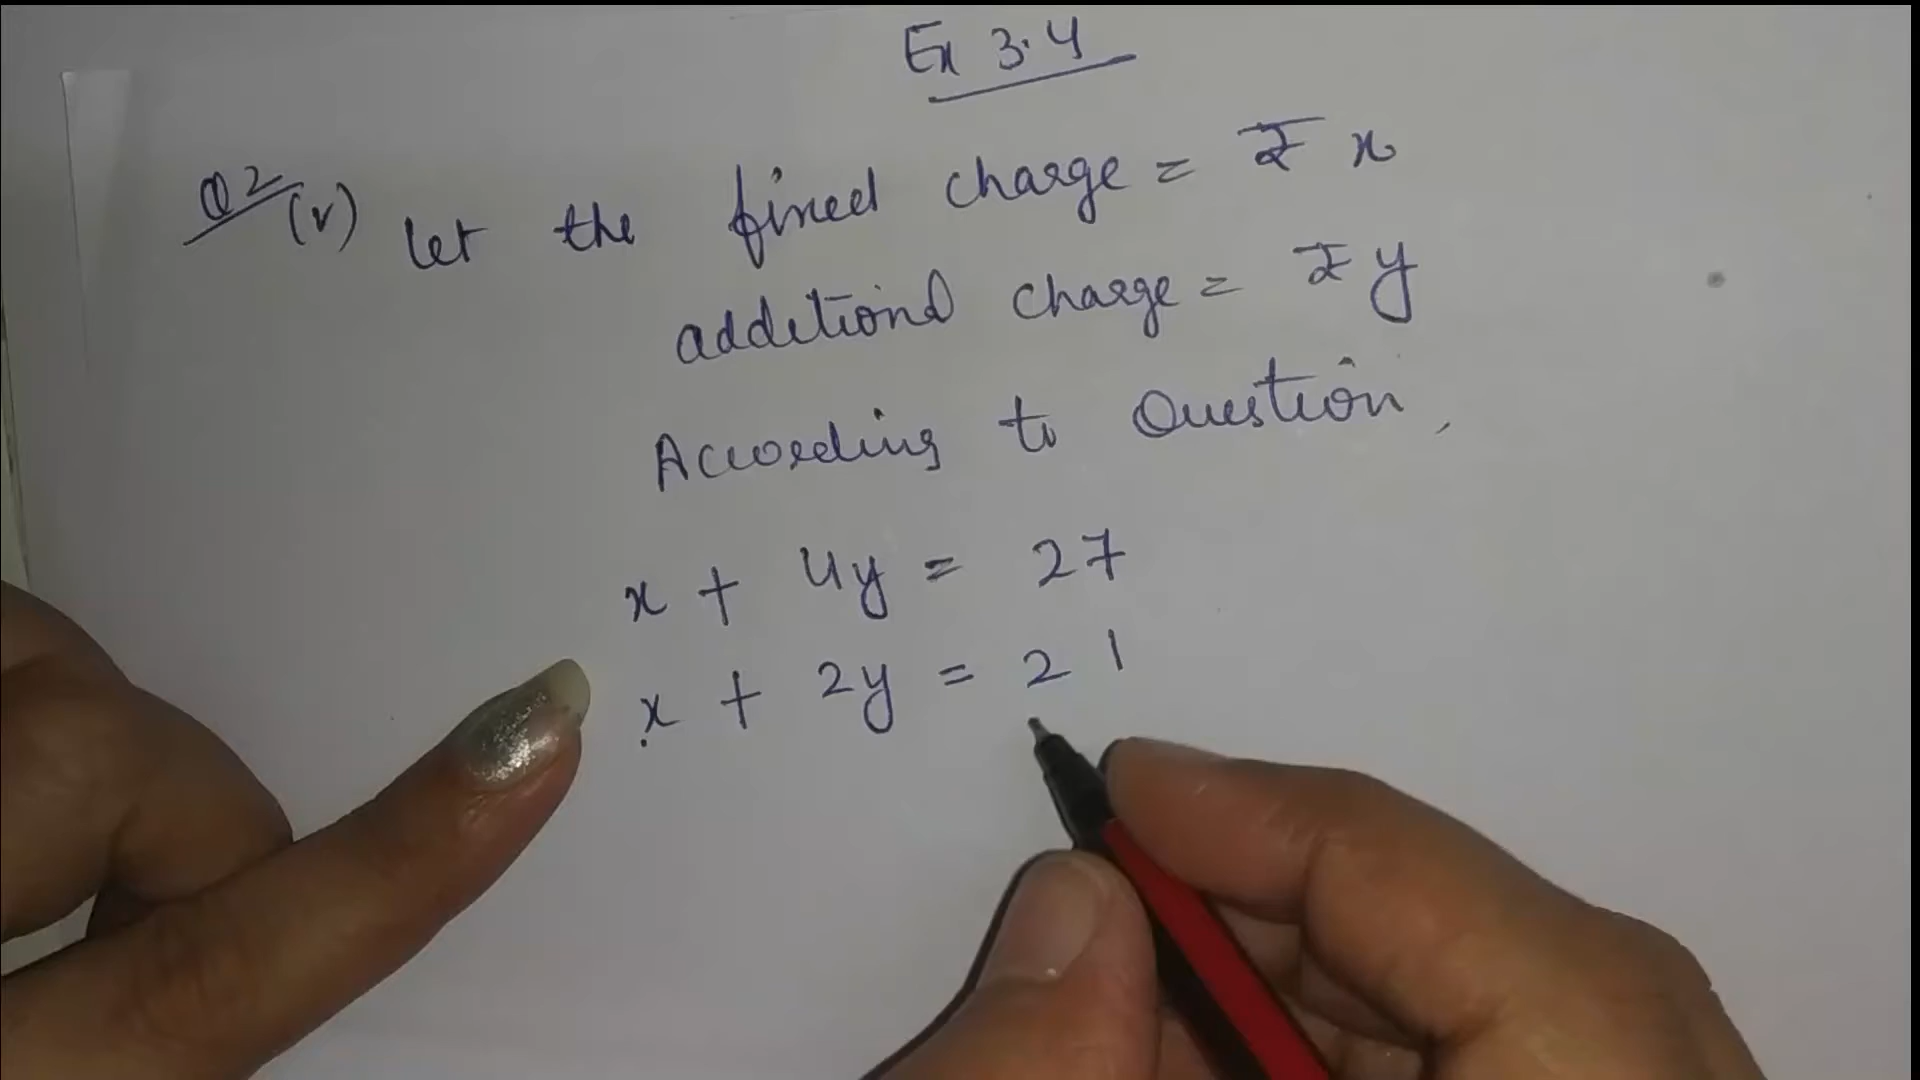 Ex 3.4
Q2 (v) let the fixed charge = ₹ x
additional charge = ₹ y
According to Question,
x + 4y = 27
x + 2y = 21